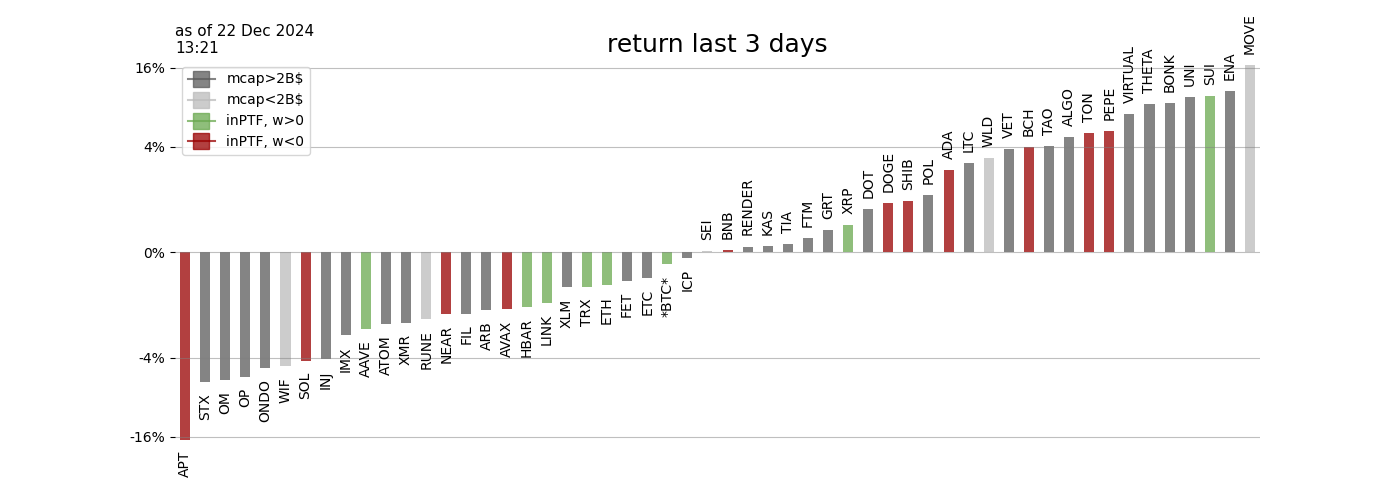 as of 22 Dec 2024
13:21
return last 3 days
16%
4%
0%
-4%
-16%
mcap>2B$
mcap<2B$
inPTF, w>0
inPTF, w<0
APT
STX
OM
OP
ONDO
WIF
SOL
INJ
IMX
AAVE
ATOM
XMR
RUNE
NEAR
FIL
ARB
AVAX
HBAR
LINK
XLM
TRX
ETH
FET
ETC
*BTC*
ICP
SEI
BNB
RENDER
KAS
TIA
FTM
GRT
XRP
DOT
DOGE
SHIB
POL
ADA
LTC
WLD
VET
BCH
TAO
ALGO
TON
PEPE
VIRTUAL
THETA
BONK
UNI
SUI
ENA
MOVE